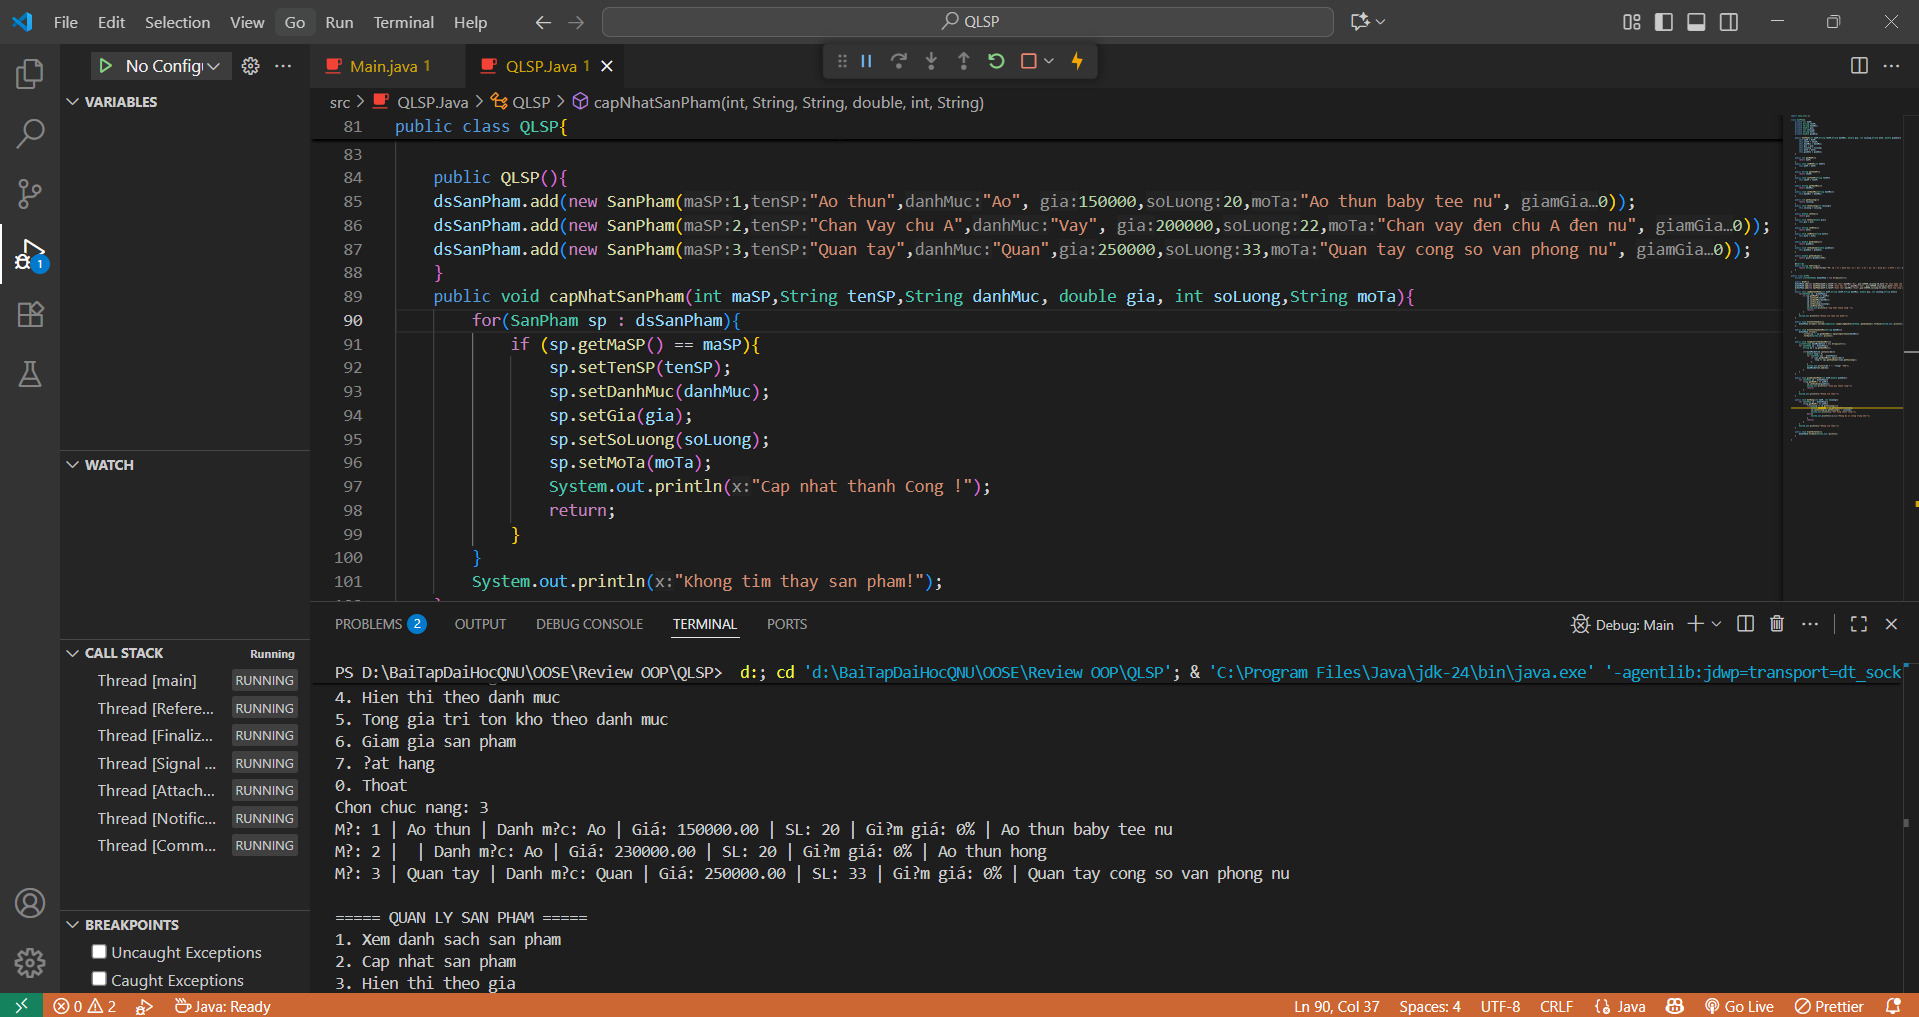 File Edit Selection View Go Run Terminal Help
QLSP
No Config
Main.java 1
QLSP.Java 1
VARIABLES
WATCH
CALL STACK
Running
Thread [main] RUNNING
Thread [Refere... RUNNING
Thread [Finaliz... RUNNING
Thread [Signal ... RUNNING
Thread [Attach... RUNNING
Thread [Notific... RUNNING
Thread [Comm... RUNNING
BREAKPOINTS
Uncaught Exceptions
Caught Exceptions
1
src > QLSP.Java > QLSP > capNhatSanPham(int, String, String, double, int, String)
81 public class QLSP{
83
84 public QLSP(){
85 dsSanPham.add(new SanPham(maSP:1,tenSP:"Ao thun",danhMuc:"Ao", gia:150000,soLuong:20,moTa:"Ao thun baby tee nu", giamGia…0));
86 dsSanPham.add(new SanPham(maSP:2,tenSP:"Chan Vay chu A",danhMuc:"Vay", gia:200000,soLuong:22,moTa:"Chan vay đen chu A đen nu", giamGia…0));
87 dsSanPham.add(new SanPham(maSP:3,tenSP:"Quan tay",danhMuc:"Quan",gia:250000,soLuong:33,moTa:"Quan tay cong so van phong nu", giamGia…0));
88 }
89 public void capNhatSanPham(int maSP,String tenSP,String danhMuc, double gia, int soLuong,String moTa){
90 for(SanPham sp : dsSanPham){
91 if (sp.getMaSP() == maSP){
92 sp.setTenSP(tenSP);
93 sp.setDanhMuc(danhMuc);
94 sp.setGia(gia);
95 sp.setSoLuong(soLuong);
96 sp.setMoTa(moTa);
97 System.out.println(x:"Cap nhat thanh Cong !");
98 return;
99 }
100 }
101 System.out.println(x:"Khong tim thay san pham!");
PROBLEMS 2 OUTPUT DEBUG CONSOLE TERMINAL PORTS
Debug: Main
PS D:\BaiTapDaiHocQNU\OOSE\Review OOP\QLSP> d:; cd 'd:\BaiTapDaiHocQNU\OOSE\Review OOP\QLSP'; & 'C:\Program Files\Java\jdk-24\bin\java.exe' '-agentlib:jdwp=transport=dt_sock
4. Hien thi theo danh muc
5. Tong gia tri ton kho theo danh muc
6. Giam gia san pham
7. ?at hang
0. Thoat
Chon chuc nang: 3
M?: 1 | Ao thun | Danh m?c: Ao | Giá: 150000.00 | SL: 20 | Gi?m giá: 0% | Ao thun baby tee nu
M?: 2 |  | Danh m?c: Ao | Giá: 230000.00 | SL: 20 | Gi?m giá: 0% | Ao thun hong
M?: 3 | Quan tay | Danh m?c: Quan | Giá: 250000.00 | SL: 33 | Gi?m giá: 0% | Quan tay cong so van phong nu
===== QUAN LY SAN PHAM =====
1. Xem danh sach san pham
2. Cap nhat san pham
3. Hien thi theo gia
0 2 Java: Ready
Ln 90, Col 37 Spaces: 4 UTF-8 CRLF Java Go Live Prettier